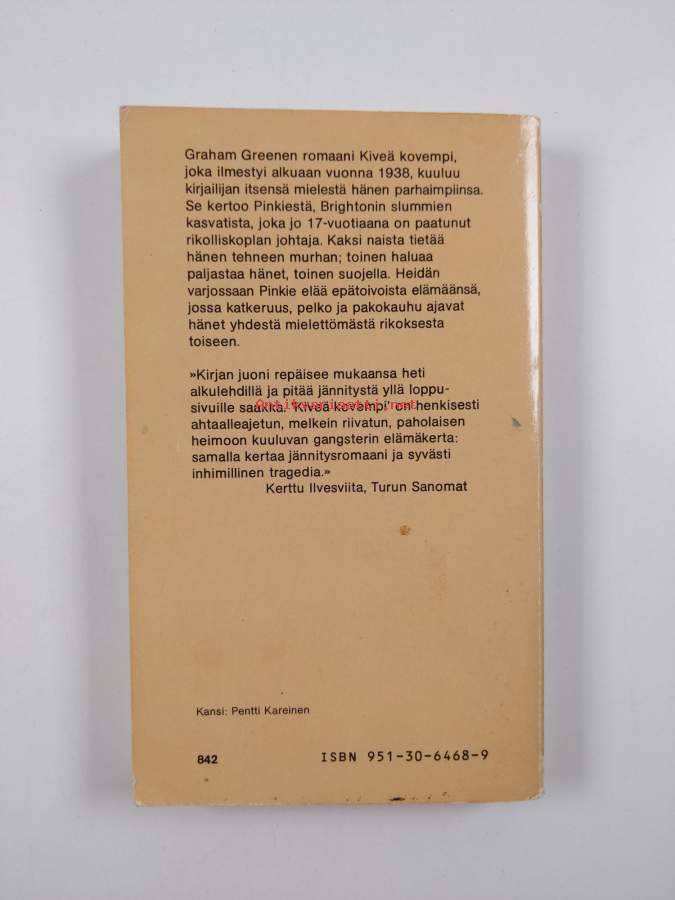 Graham Greenen romaani Kiveä kovempi,
joka ilmestyi alkuaan vuonna 1938, kuuluu
kirjailijan itsensä mielestä hänen parhaimpiinsa.
Se kertoo Pinkiestä, Brightonin slummien
kasvatista, joka jo 17-vuotiaana on paatunut
rikolliskoplan johtaja. Kaksi naista tietää
hänen tehneen murhan; toinen haluaa
paljastaa hänet, toinen suojella. Heidän
varjossaan Pinkie elää epätoivoista elämäänsä,
jossa katkeruus, pelko ja pakokauhu ajavat
hänet yhdestä mielettömästä rikoksesta
toiseen.
»Kirjan juoni repäisee mukaansa heti
alkulehdillä ja pitää jännitystä yllä loppu-
sivuille saakka. 'Kiveä kovempi' on henkisesti
Antikvariaatti.net
ahtaalleajetun, melkein riivatun, paholaisen
heimoon kuuluvan gangsterin elämäkerta:
samalla kertaa jännitysromaani ja syvästi
inhimillinen tragedia.»
Kerttu Ilvesviita, Turun Sanomat
Kansi: Pentti Kareinen
842
ISBN 951-30-6468-9